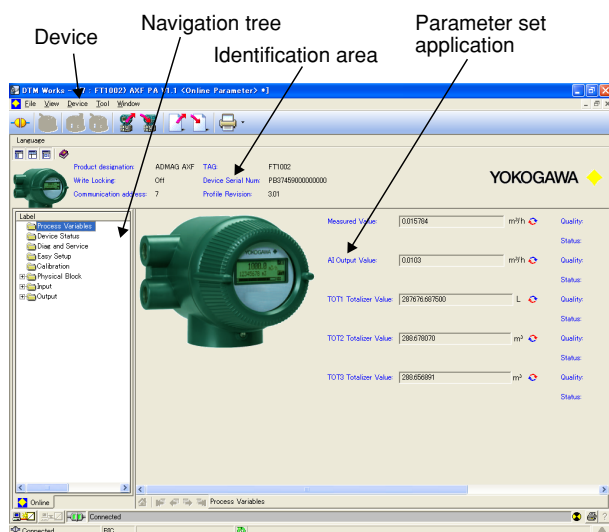 Device
Navigation tree
Identification area
Parameter set
application
DTM Works - [7 : FT1002) AXF PA V1.1 <Online Parameter> *]
File View Device Tool Window
Language
Product designation: ADMAG AXF TAG: FT1002
Write Locking: Off Device Serial Num: PB37459000000000
Communication address: 7 Profile Revision: 3.01
YOKOGAWA
Label
Process Variables
Device Status
Diag and Service
Easy Setup
Calibration
Physical Block
Input
Output
YOKOGAWA
1000.0
Measured Value: 0.015784 m³/h Quality:
Status:
AI Output Value: 0.0103 m³/h Quality:
Status:
TOT1 Totalizer Value: 287676.687500 L Quality:
Status:
TOT2 Totalizer Value: 288.678070 m³ Quality:
Status:
TOT3 Totalizer Value: 288.656891 m³ Quality:
Status:
Online
Process Variables
Connected
Connected